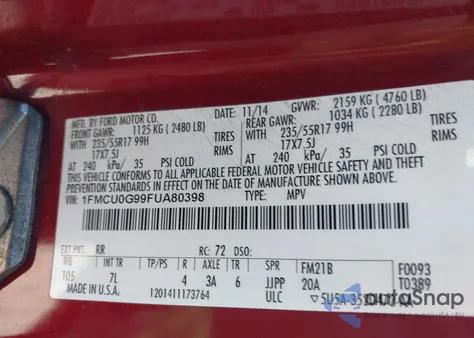 MFD. BY FORD MOTOR CO.
DATE: 11/14 GVWR: 2159 KG ( 4760 LB)
FRONT GAWR: 1125 KG ( 2480 LB) REAR GAWR: 1034 KG ( 2280 LB)
WITH 235/55R17 99H TIRES WITH 235/55R17 99H TIRES
17X7.5J RIMS 17X7.5J RIMS
AT 240 kPa/ 35 PSI COLD AT 240 kPa/ 35 PSI COLD
THIS VEHICLE CONFORMS TO ALL APPLICABLE FEDERAL MOTOR VEHICLE SAFETY AND THEFT
PREVENTION STANDARDS IN EFFECT ON THE DATE OF MANUFACTURE SHOWN ABOVE.
VIN: 1FMCU0G99FUA80398 TYPE: MPV
EXT PNT: RR RC: 72 DSO: F0093
WB INT TR TP/PS R AXLE TR SPR FM21B T0389
105 7L 4 3A 6 JJPP 20A
MADE IN U.S.A. 1201411173764 ULC
autoSnap